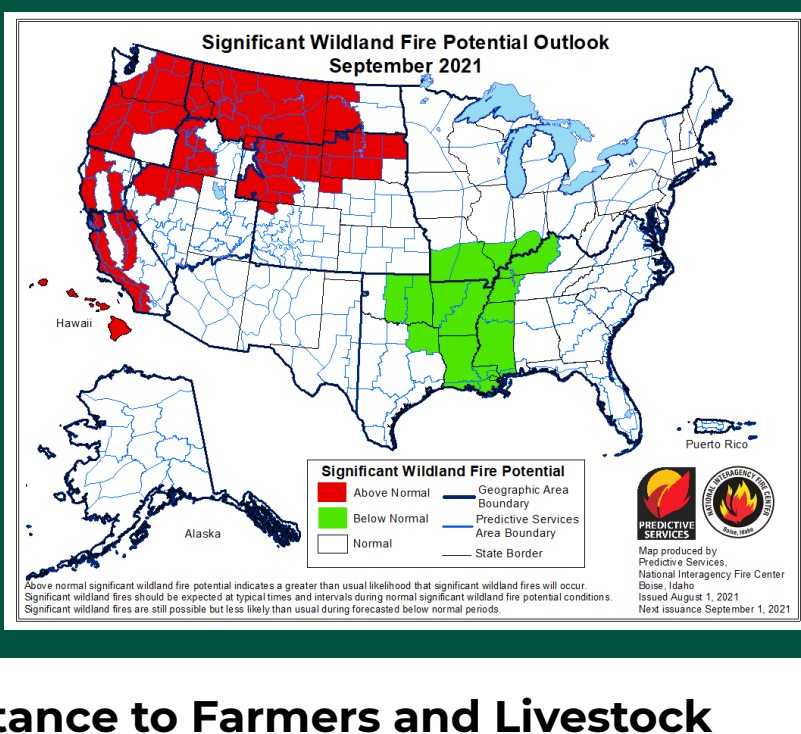 Significant Wildland Fire Potential Outlook
September 2021
Hawaii
Puerto Rico
Alaska
Significant Wildland Fire Potential
Above Normal
Below Normal
Normal
Geographic Area
Boundary
Predictive Services
Area Boundary
State Border
PREDICTIVE
SERVICES
NATIONAL INTERAGENCY FIRE CENTER
Boise, Idaho
Map produced by
Predictive Services,
National Interagency Fire Center
Boise, Idaho
Issued August 1, 2021
Next issuance September 1, 2021
Above normal significant wildland fire potential indicates a greater than usual likelihood that significant wildland fires will occur.
Significant wildland fires should be expected at typical times and intervals during normal significant wildland fire potential conditions.
Significant wildland fires are still possible but less likely than usual during forecasted below normal periods.
tance to Farmers and Livestock